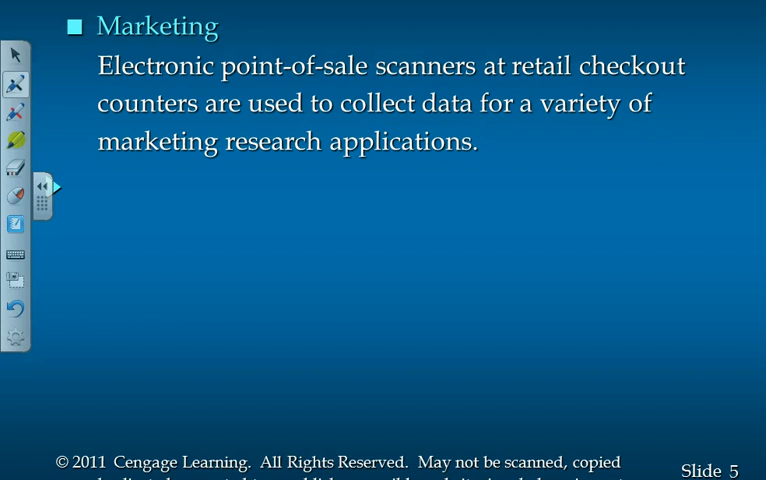 Marketing
Electronic point-of-sale scanners at retail checkout
counters are used to collect data for a variety of
marketing research applications.
© 2011 Cengage Learning. All Rights Reserved. May not be scanned, copied
Slide 5